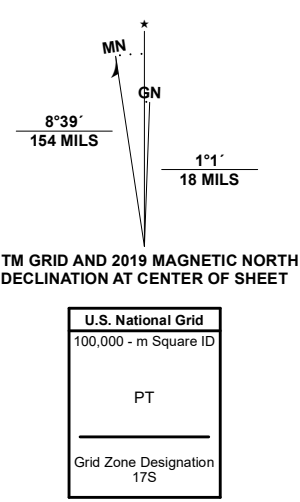 ★
MN
GN
8°39´
154 MILS
1°1´
18 MILS
TM GRID AND 2019 MAGNETIC NORTH
DECLINATION AT CENTER OF SHEET
U.S. National Grid
100,000 - m Square ID
PT
Grid Zone Designation
17S